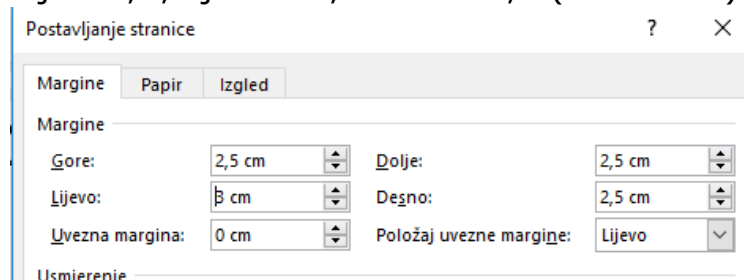 Postavljanje stranice ? ×
Margine Papir Izgled
Margine
Gore: 2,5 cm Dolje: 2,5 cm
Lijevo: 3 cm Desno: 2,5 cm
Uvezna margina: 0 cm Položaj uvezne margine: Lijevo
Usmjerenje